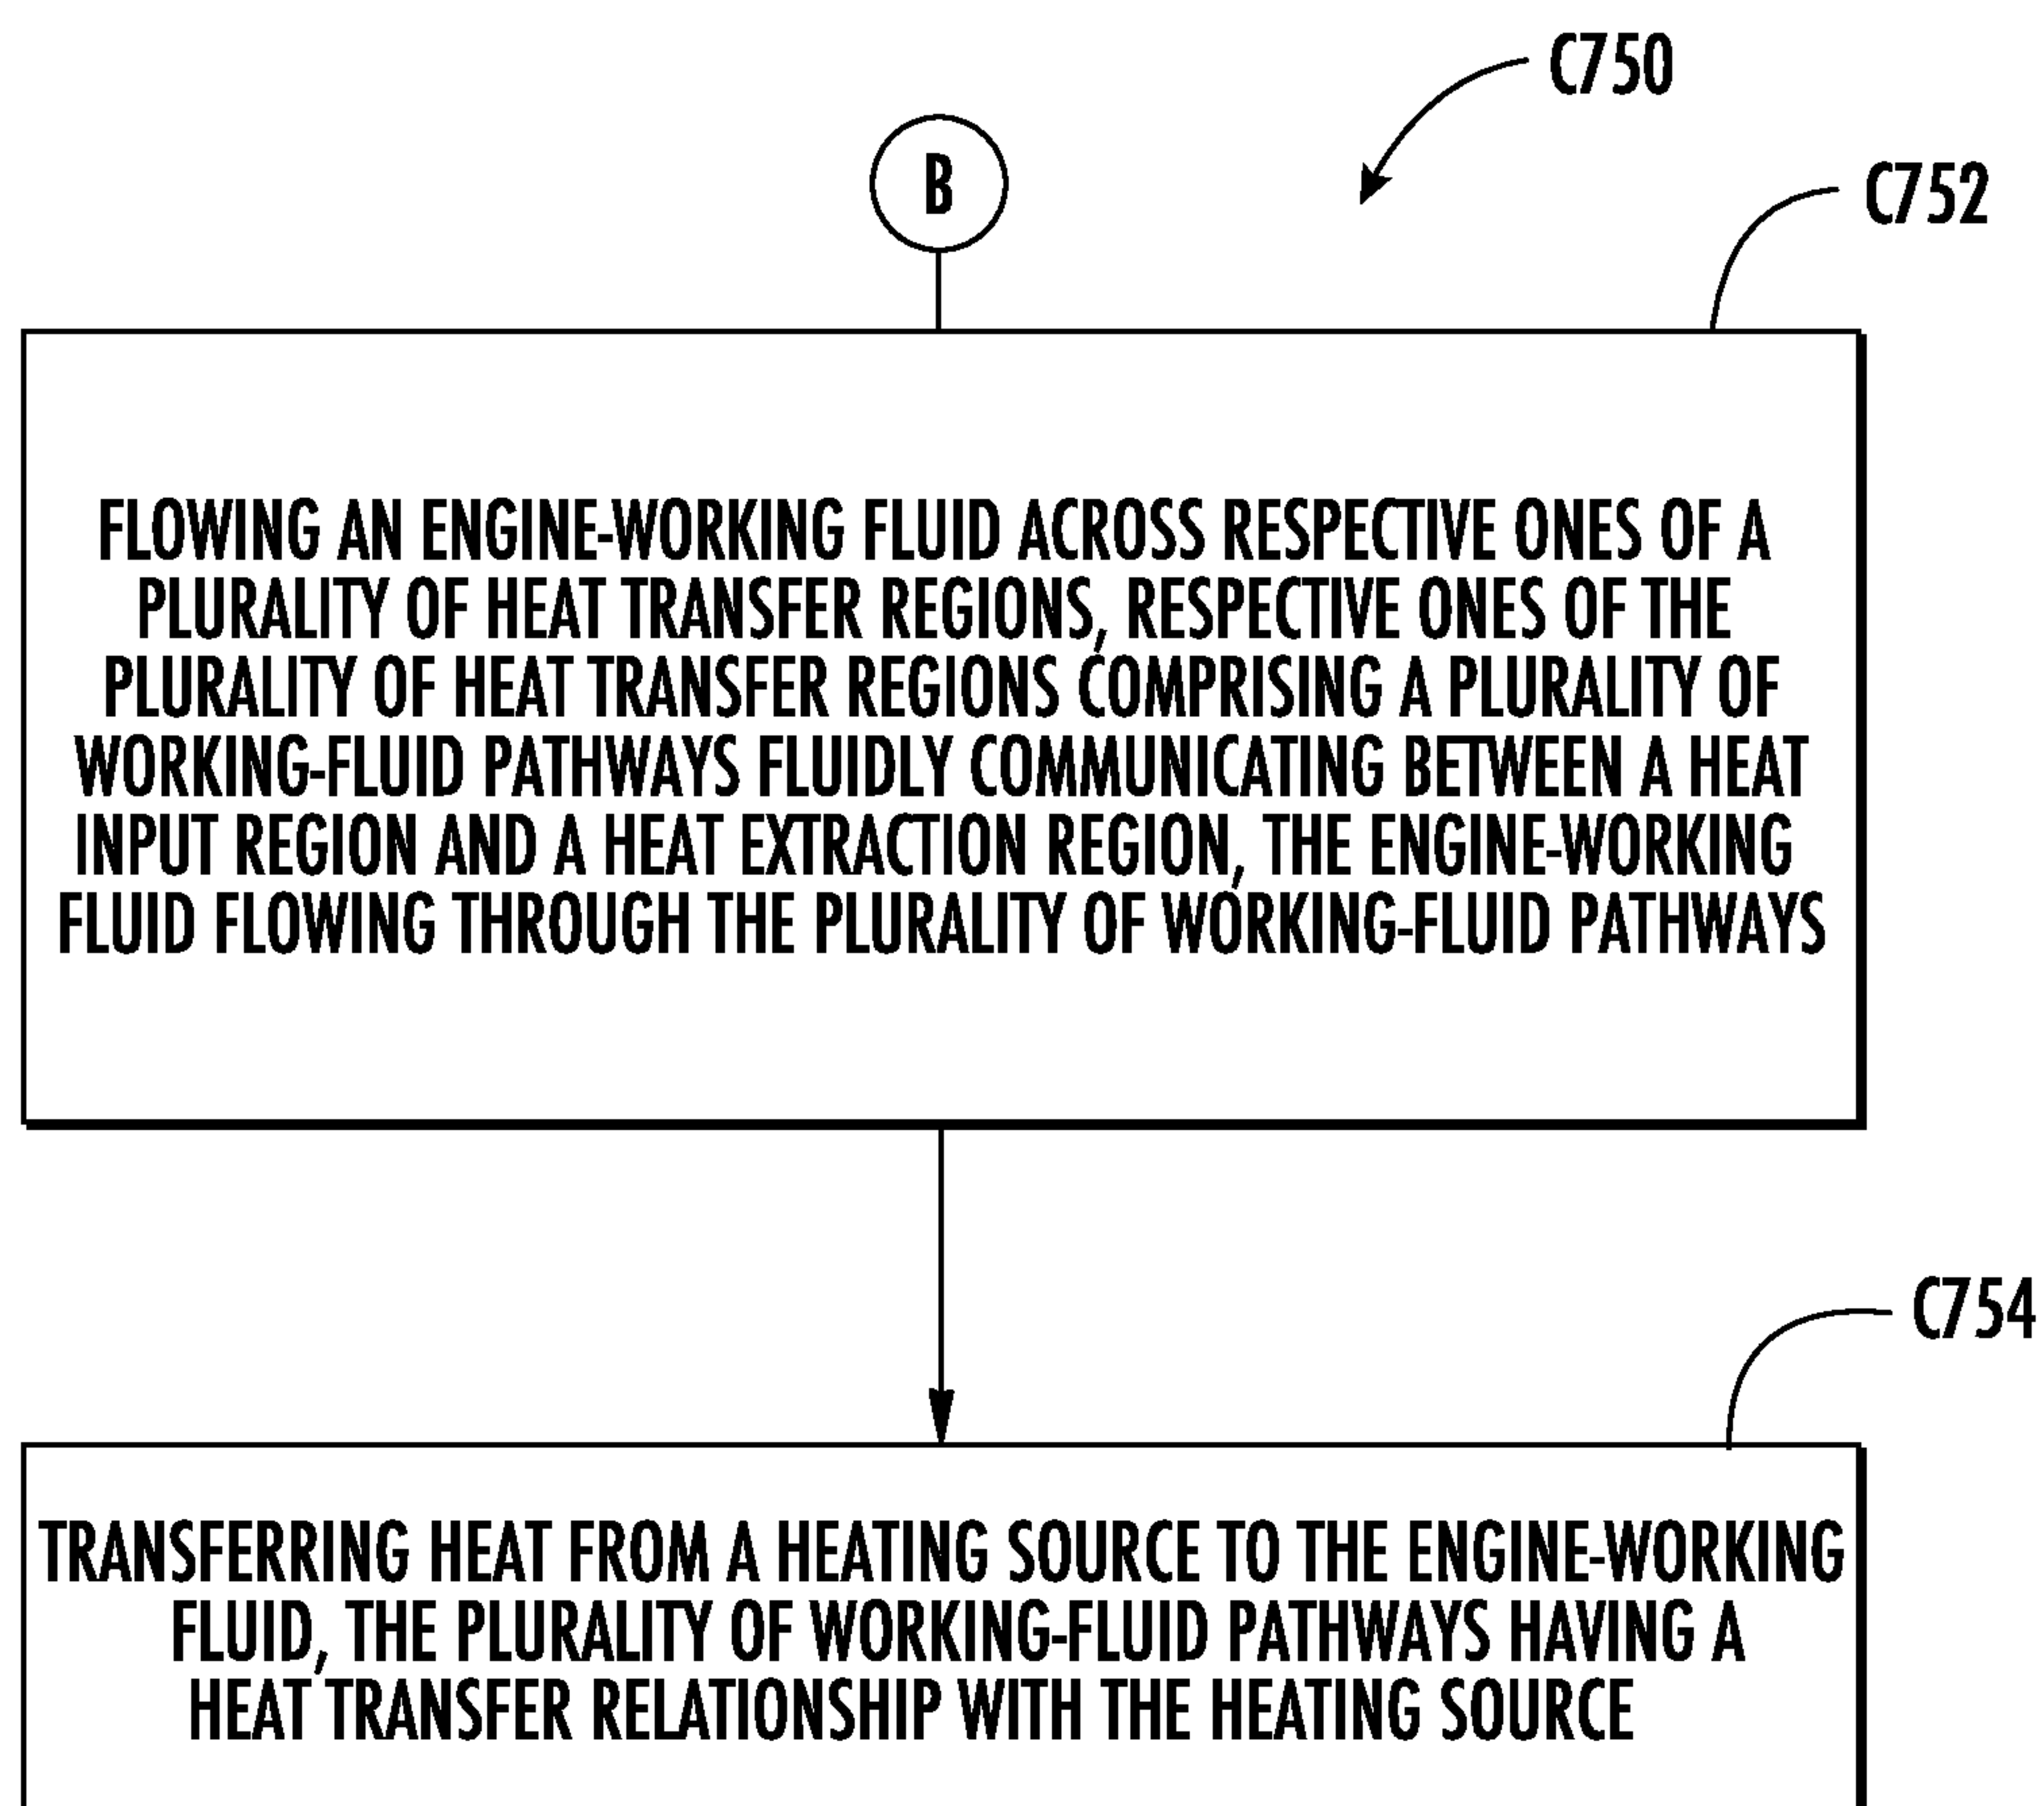 C750
B
C752
FLOWING AN ENGINE-WORKING FLUID ACROSS RESPECTIVE ONES OF A
PLURALITY OF HEAT TRANSFER REGIONS, RESPECTIVE ONES OF THE
PLURALITY OF HEAT TRANSFER REGIONS COMPRISING A PLURALITY OF
WORKING-FLUID PATHWAYS FLUIDLY COMMUNICATING BETWEEN A HEAT
INPUT REGION AND A HEAT EXTRACTION REGION, THE ENGINE-WORKING
FLUID FLOWING THROUGH THE PLURALITY OF WORKING-FLUID PATHWAYS
C754
TRANSFERRING HEAT FROM A HEATING SOURCE TO THE ENGINE-WORKING
FLUID, THE PLURALITY OF WORKING-FLUID PATHWAYS HAVING A
HEAT TRANSFER RELATIONSHIP WITH THE HEATING SOURCE